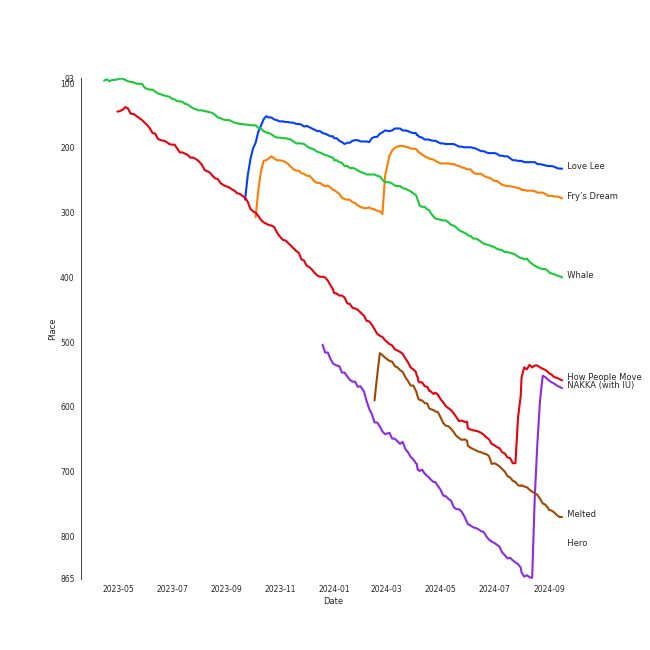 93
100
200
300
400
500
600
700
800
865
Place
2023-05
2023-07
2023-09
2023-11
2024-01
2024-03
2024-05
2024-07
2024-09
Date
Love Lee
Fry's Dream
Whale
How People Move
NAKKA (with IU)
Melted
Hero